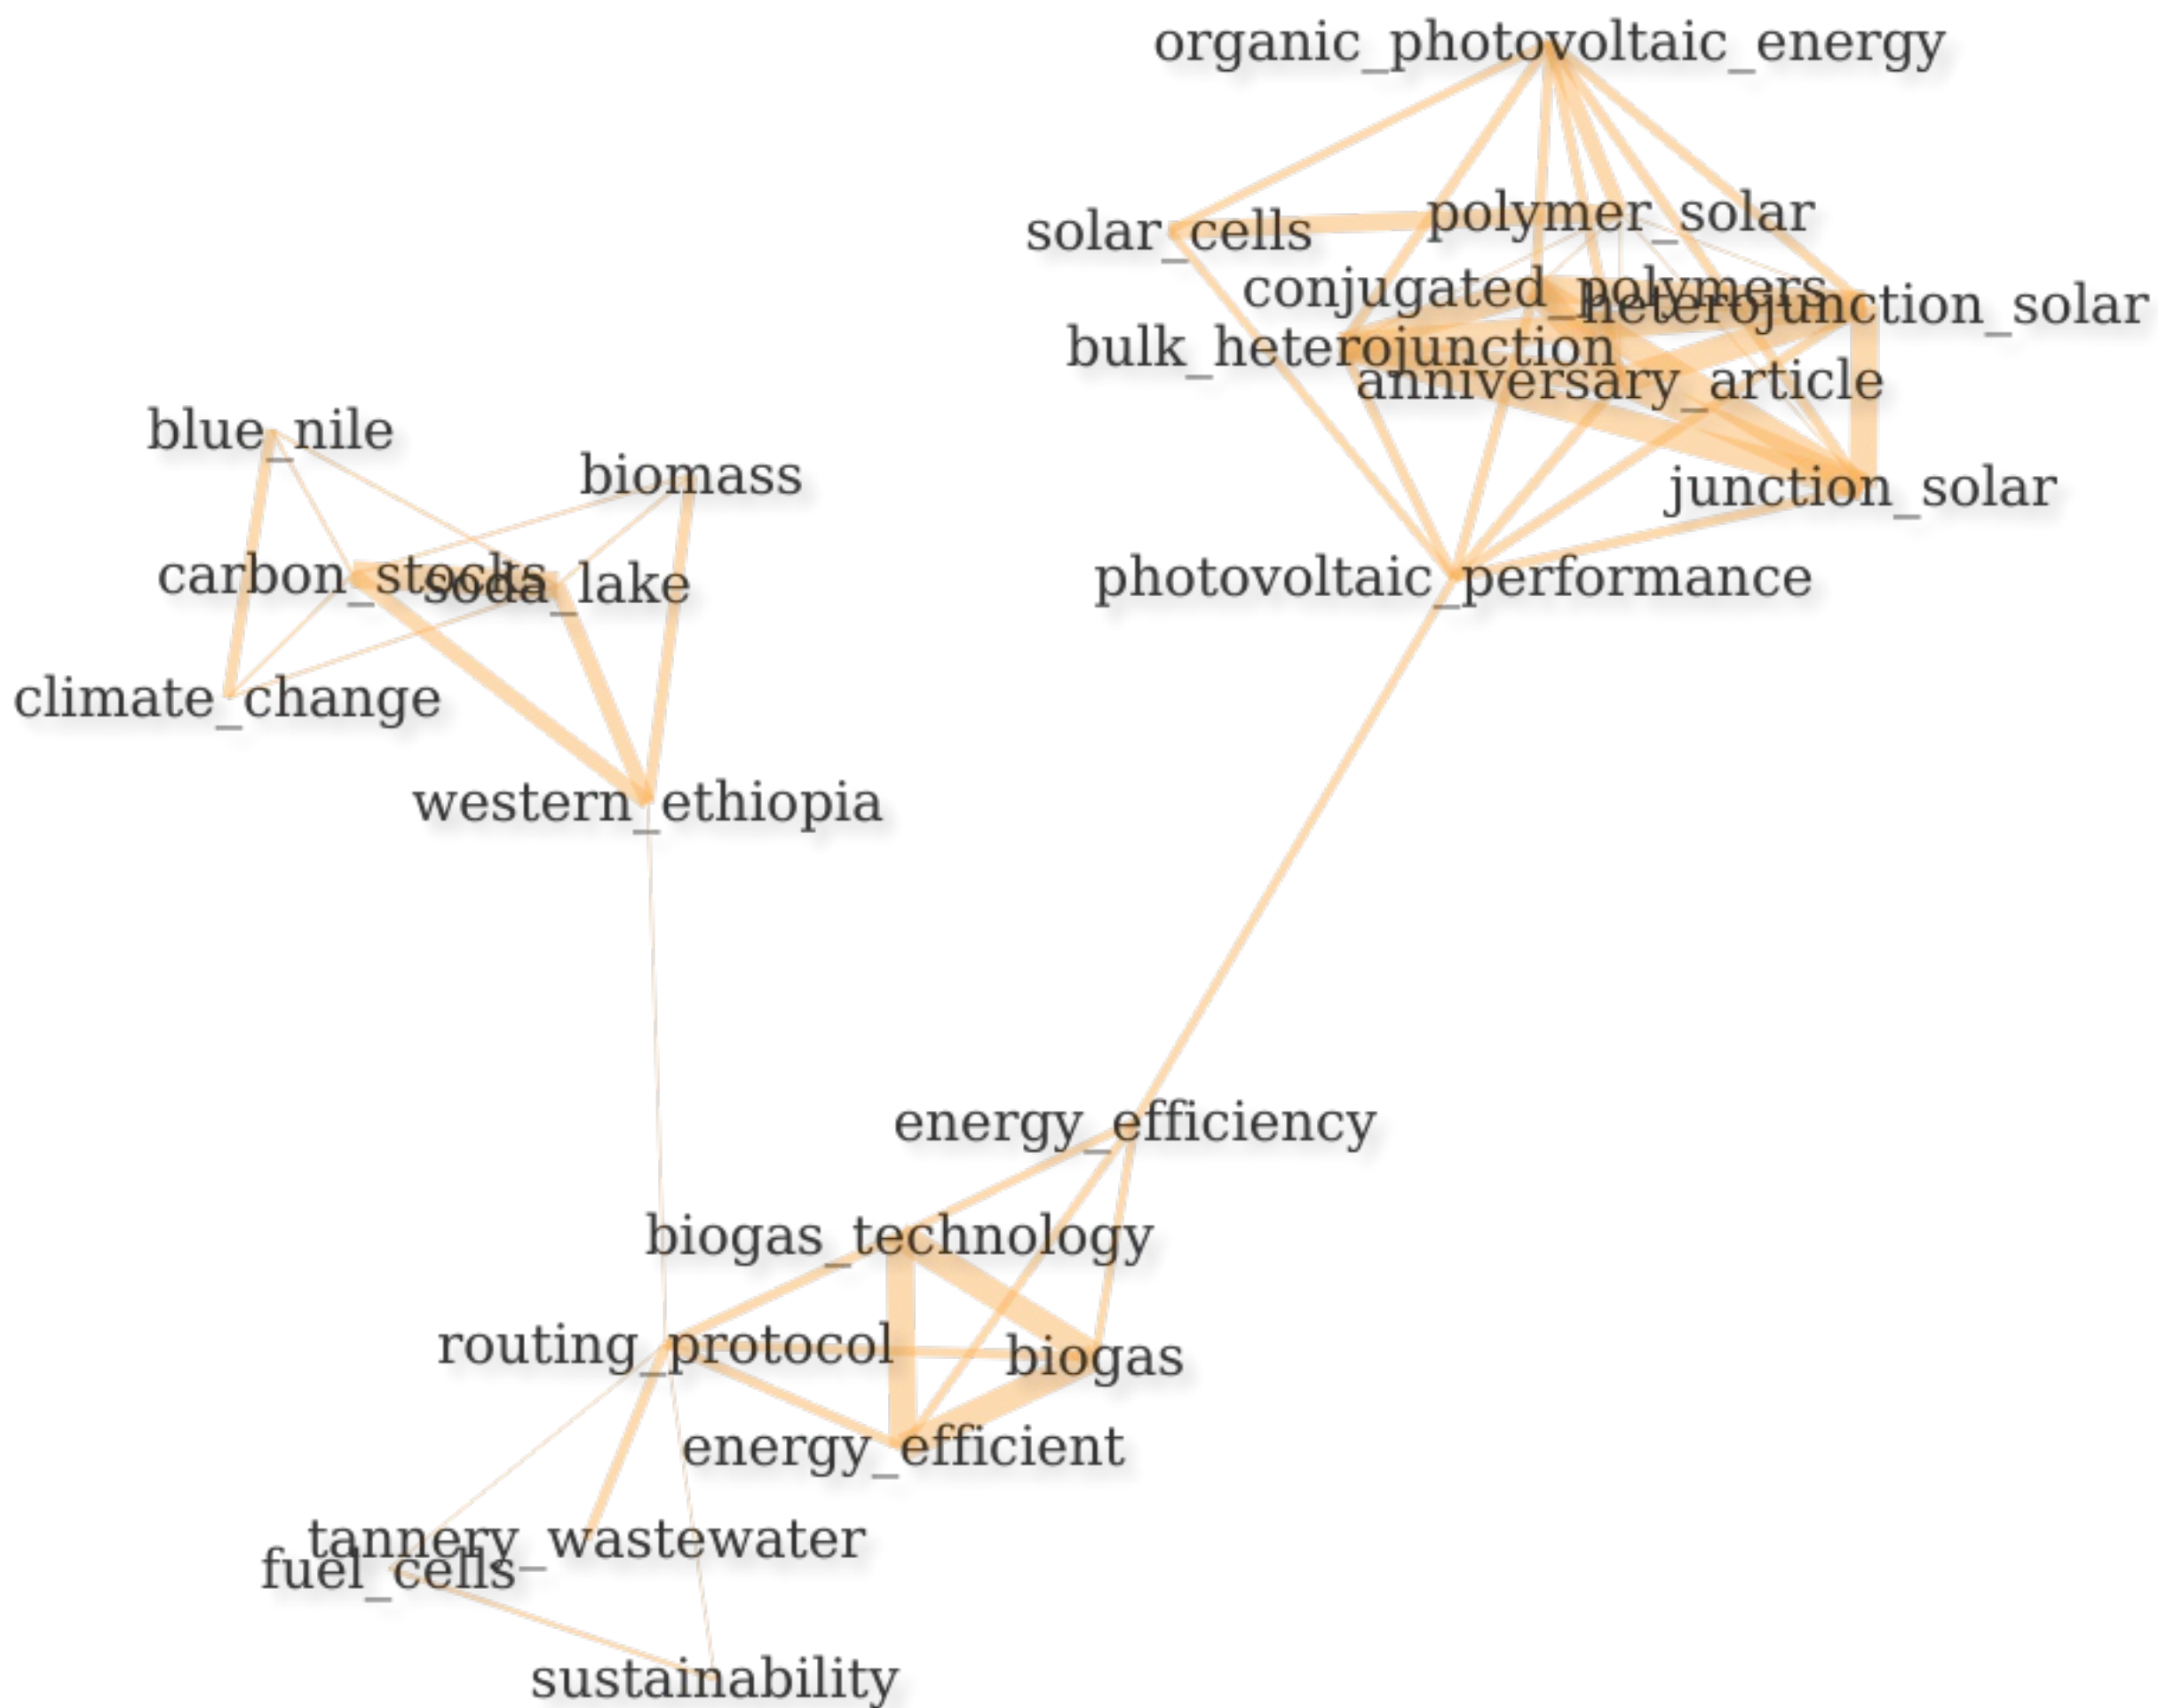 organic_photovoltaic_energy
polymer_solar
solar_cells
conjugated_polymers
heterojunction_solar
bulk_heterojunction
anniversary_article
blue_nile
biomass
junction_solar
carbon_stocks
soda_lake
photovoltaic_performance
climate_change
western_ethiopia
energy_efficiency
biogas_technology
routing_protocol
biogas
energy_efficient
tannery_wastewater
fuel_cells
sustainability